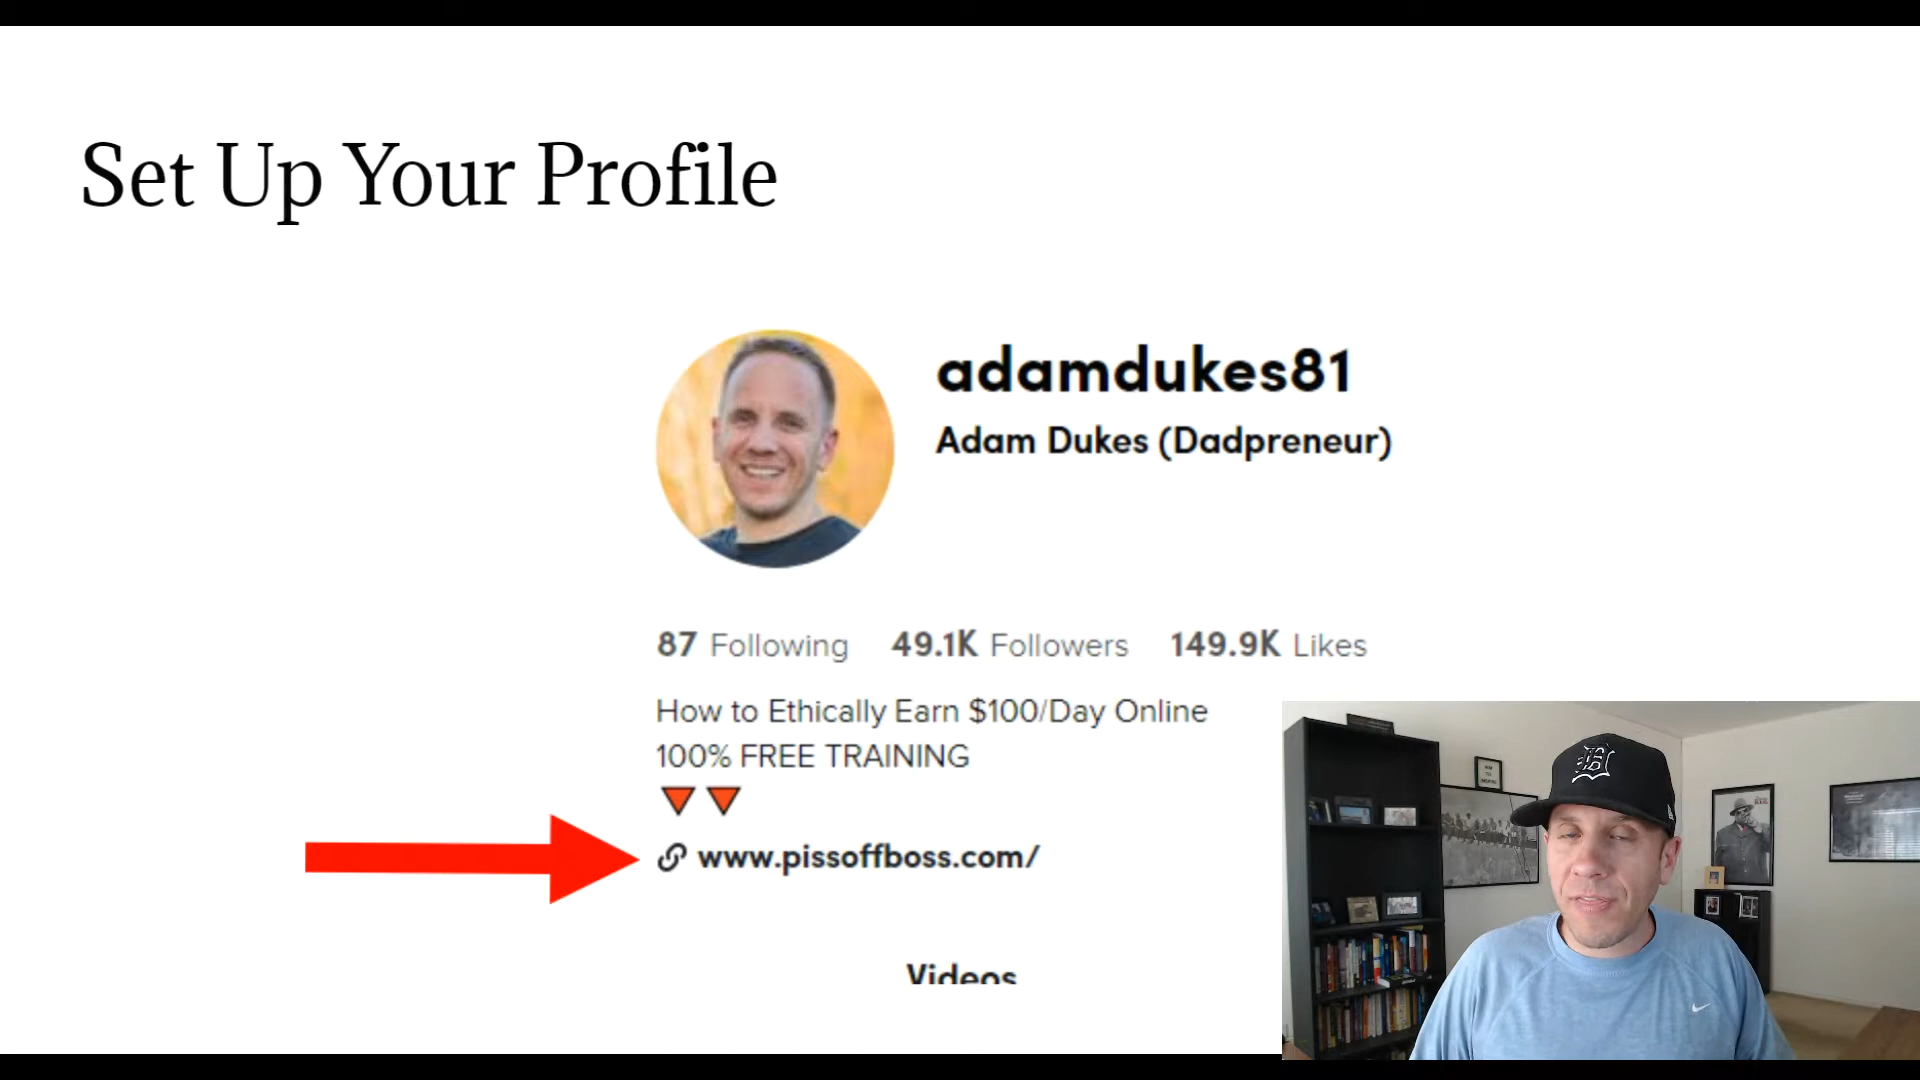 Set Up Your Profile
adamdukes81
Adam Dukes (Dadpreneur)
87 Following 49.1K Followers 149.9K Likes
How to Ethically Earn $100/Day Online
100% FREE TRAINING
www.pissoffboss.com/
Videos